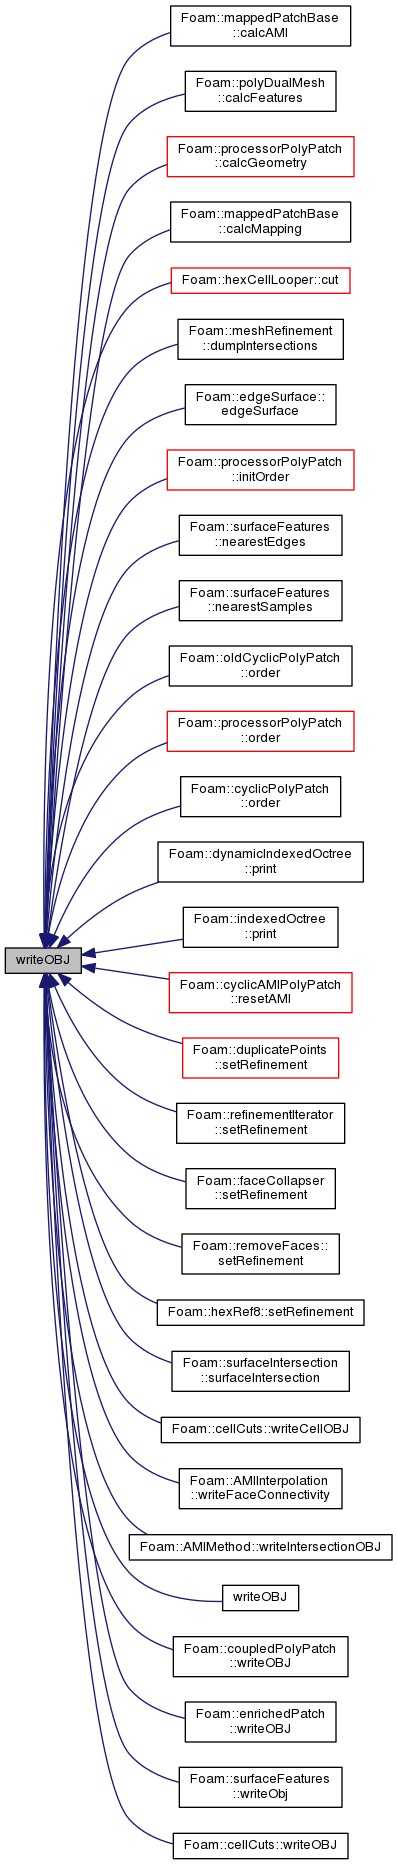 Foam::mappedPatchBase
::calcAMI
Foam::polyDualMesh
::calcFeatures
Foam::processorPolyPatch
::calcGeometry
Foam::mappedPatchBase
::calcMapping
Foam::hexCellLooper::cut
Foam::meshRefinement
::dumpIntersections
Foam::edgeSurface::
edgeSurface
Foam::processorPolyPatch
::initOrder
Foam::surfaceFeatures
::nearestEdges
Foam::surfaceFeatures
::nearestSamples
Foam::oldCyclicPolyPatch
::order
Foam::processorPolyPatch
::order
Foam::cyclicPolyPatch
::order
Foam::dynamicIndexedOctree
::print
Foam::indexedOctree
::print
writeOBJ
Foam::cyclicAMIPolyPatch
::resetAMI
Foam::duplicatePoints
::setRefinement
Foam::refinementIterator
::setRefinement
Foam::faceCollapser
::setRefinement
Foam::removeFaces::
setRefinement
Foam::hexRef8::setRefinement
Foam::surfaceIntersection
::surfaceIntersection
Foam::cellCuts::writeCellOBJ
Foam::AMIInterpolation
::writeFaceConnectivity
Foam::AMIMethod::writeIntersectionOBJ
writeOBJ
Foam::coupledPolyPatch
::writeOBJ
Foam::enrichedPatch
::writeOBJ
Foam::surfaceFeatures
::writeObj
Foam::cellCuts::writeOBJ